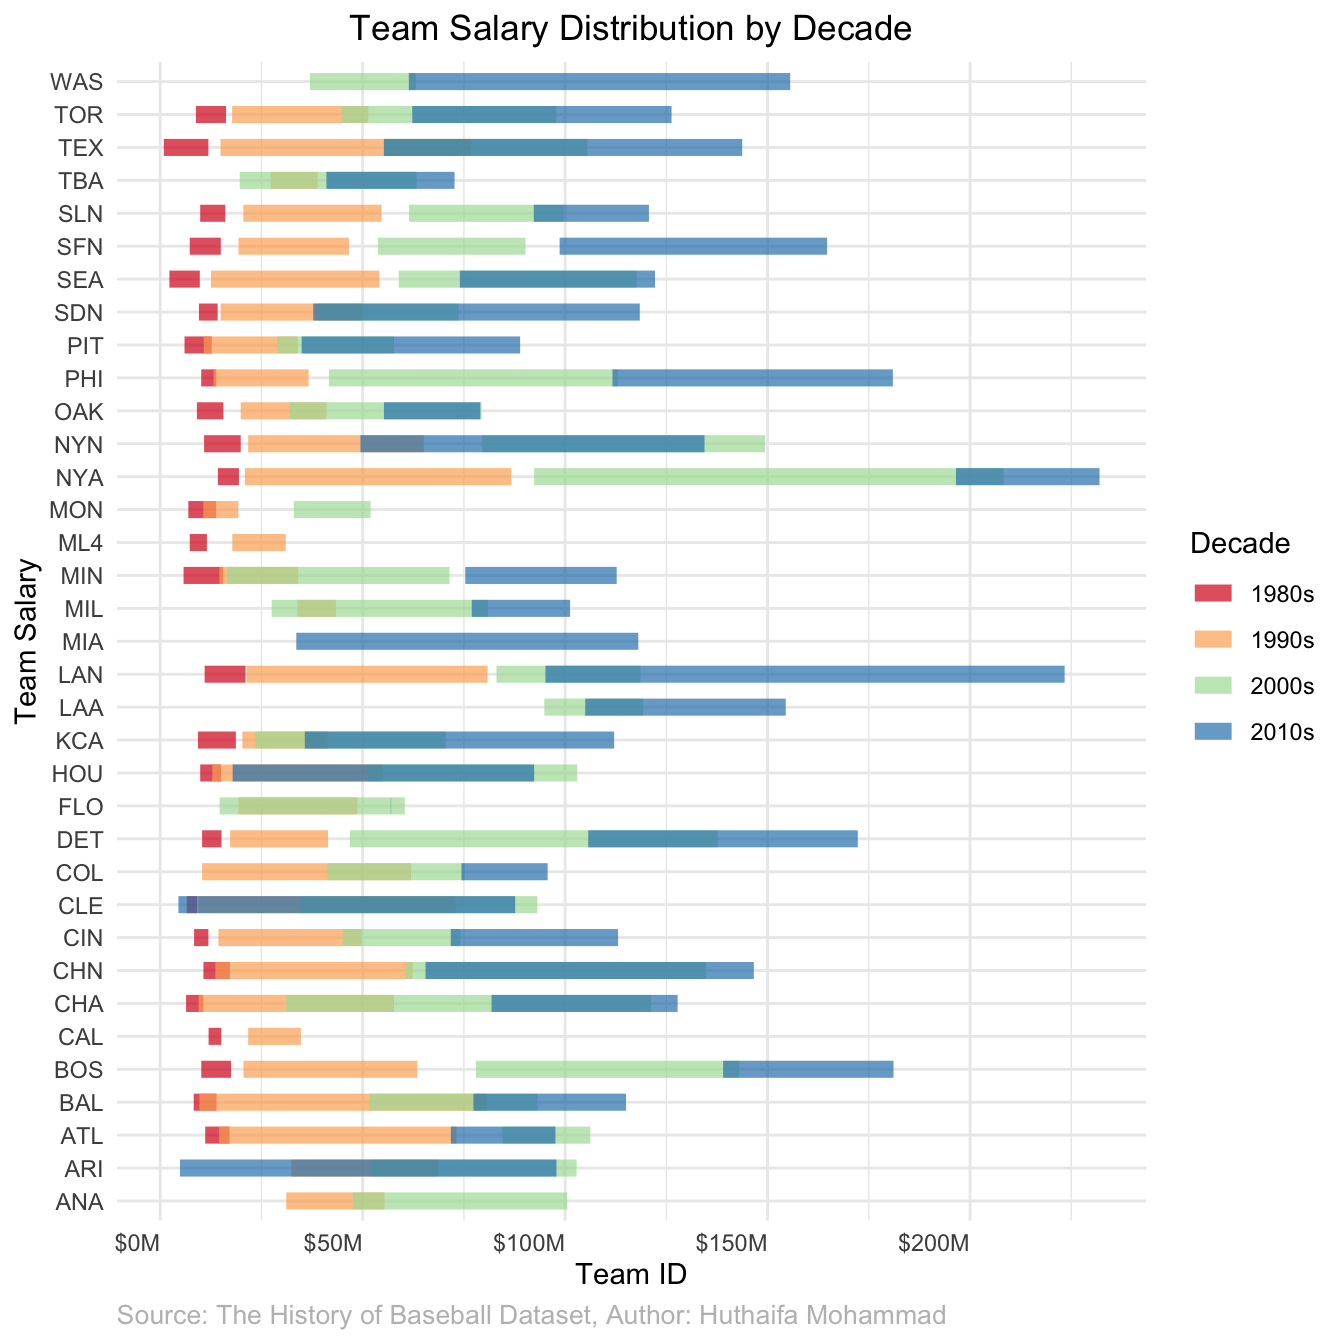 Team Salary Distribution by Decade
Team Salary
WAS
TOR
TEX
TBA
SLN
SFN
SEA
SDN
PIT
PHI
OAK
NYN
NYA
MON
ML4
MIN
MIL
MIA
LAN
LAA
KCA
HOU
FLO
DET
COL
CLE
CIN
CHN
CHA
CAL
BOS
BAL
ATL
ARI
ANA
$0M $50M $100M $150M $200M
Team ID
Decade
1980s
1990s
2000s
2010s
Source: The History of Baseball Dataset, Author: Huthaifa Mohammad